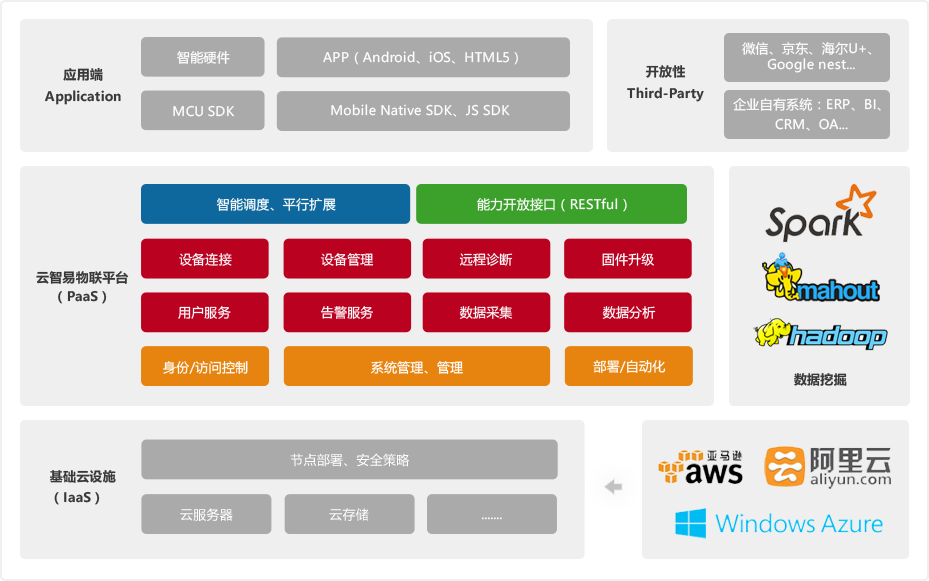 应用端
Application
智能硬件
APP（Android、iOS、HTML5）
MCU SDK
Mobile Native SDK、JS SDK
开放性
Third-Party
微信、京东、海尔U+、
Google nest...
企业自有系统：ERP、BI、
CRM、OA...
云智易物联平台
（PaaS）
智能调度、平行扩展
能力开放接口（RESTful）
设备连接
设备管理
远程诊断
固件升级
用户服务
告警服务
数据采集
数据分析
身份/访问控制
系统管理、管理
部署/自动化
Spark
mahout
hadoop
数据挖掘
基础云设施
（IaaS）
节点部署、安全策略
云服务器
云存储
......
亚马逊
aws
阿里云
aliyun.com
Windows Azure